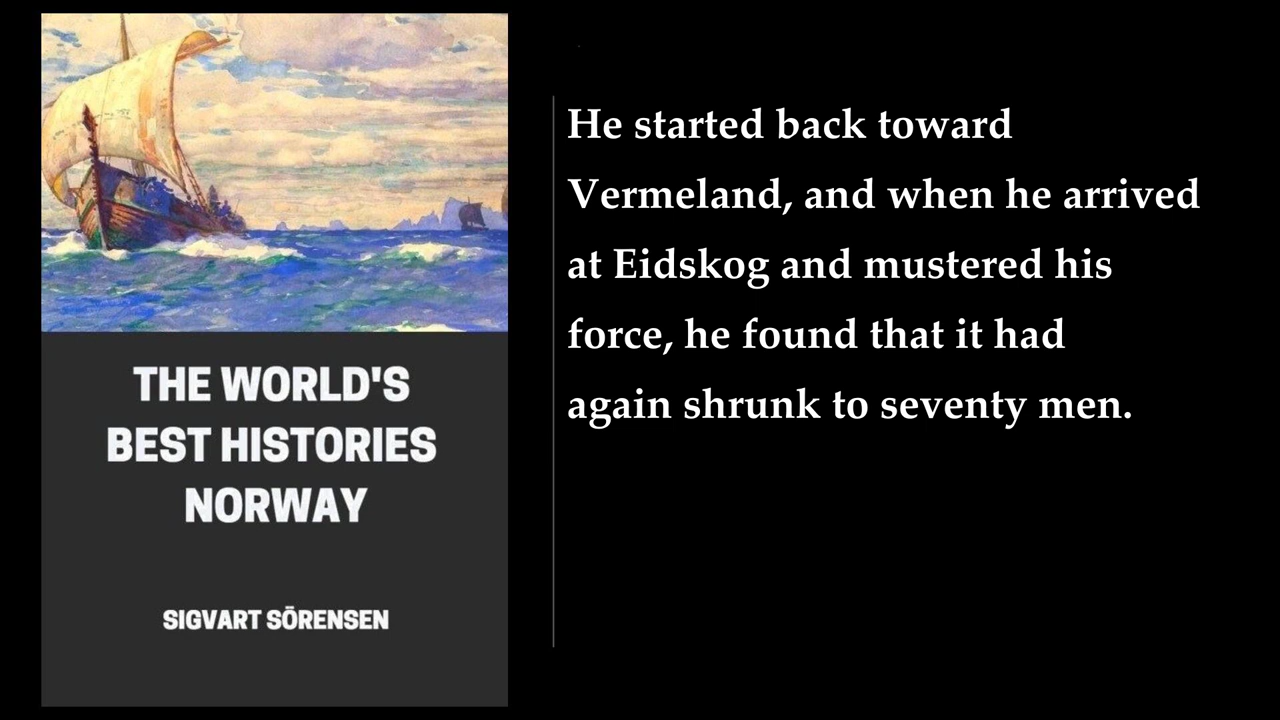 THE WORLD'S
BEST HISTORIES
NORWAY
SIGVART SÖRENSEN
He started back toward
Vermeland, and when he arrived
at Eidskog and mustered his
force, he found that it had
again shrunk to seventy men.